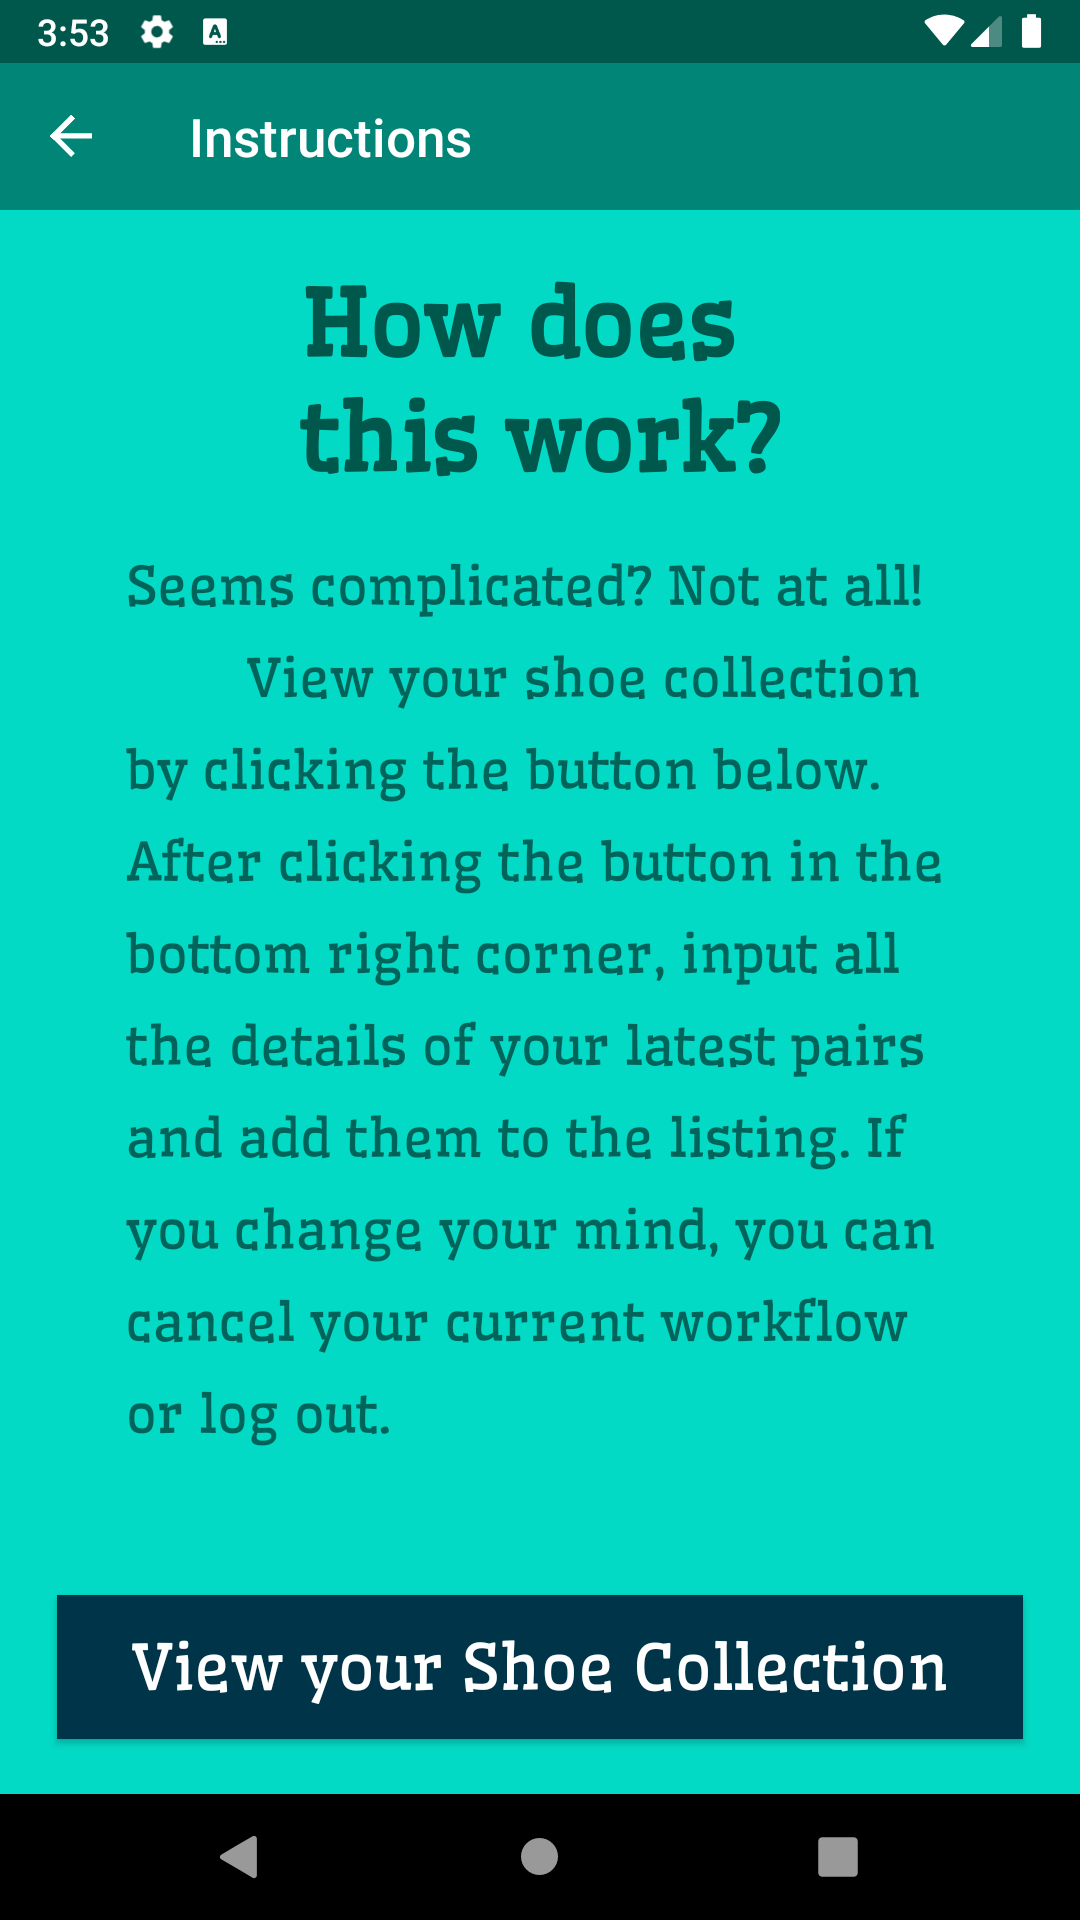 3:53
Instructions
How does
this work?
Seems complicated? Not at all!
View your shoe collection
by clicking the button below.
After clicking the button in the
bottom right corner, input all
the details of your latest pairs
and add them to the listing. If
you change your mind, you can
cancel your current workflow
or log out.
View your Shoe Collection